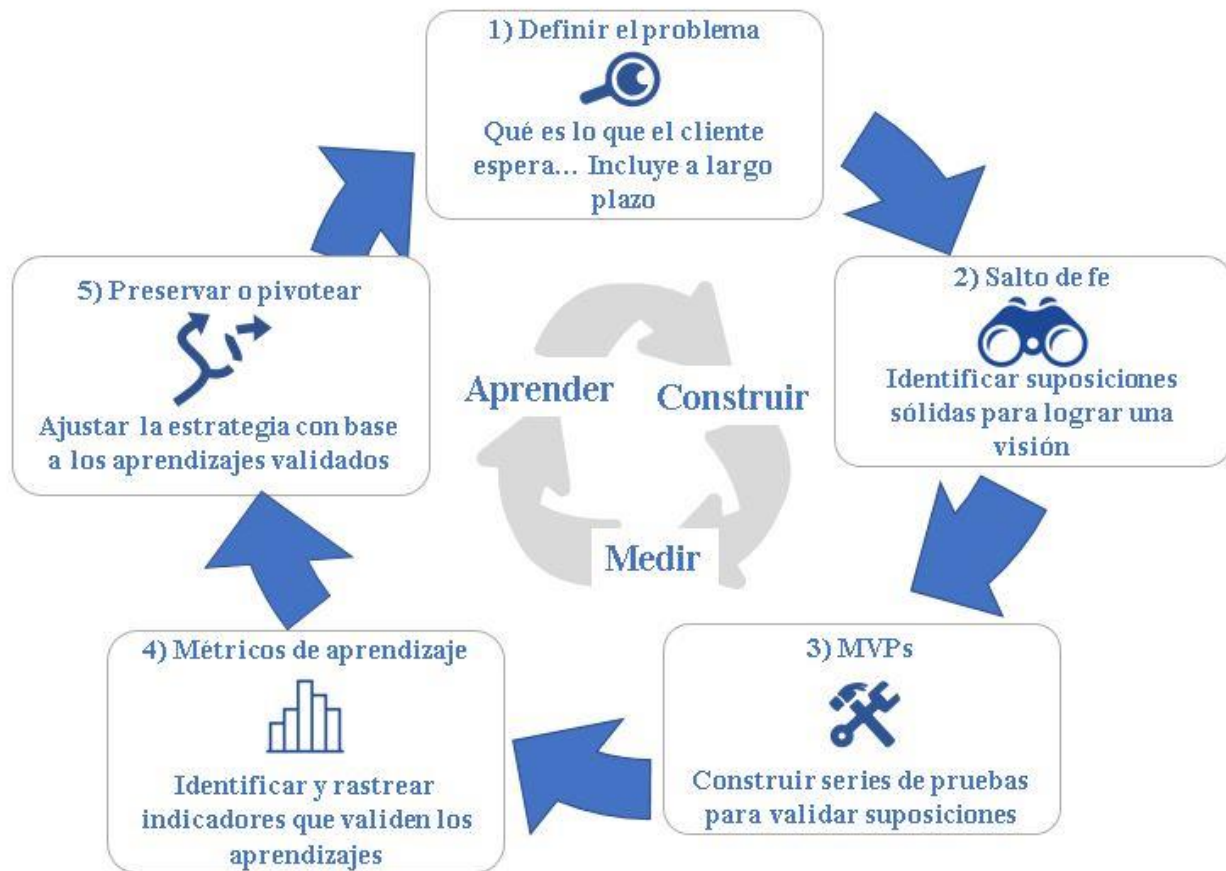 1) Definir el problema
Qué es lo que el cliente
espera... Incluye a largo
plazo
2) Salto de fe
Identificar suposiciones
sólidas para lograr una
visión
3) MVPs
Construir series de pruebas
para validar suposiciones
4) Métricos de aprendizaje
Identificar y rastrear
indicadores que validen los
aprendizajes
5) Preservar o pivotear
Ajustar la estrategia con base
a los aprendizajes validados
Aprender
Construir
Medir